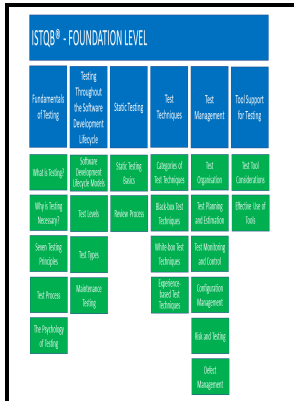 ISTQB® - FOUNDATION LEVEL
Fundamentals
of Testing
Testing
Throughout
the Software
Development
Lifecycle
Static Testing
Test
Techniques
Test
Management
Tool Support
for Testing
What is Testing?
Why is Testing
Necessary?
Seven Testing
Principles
Test Process
The Psychology
of Testing
Software
Development
Lifecycle Models
Test Levels
Test Types
Maintenance
Testing
Static Testing
Basics
Review Process
Categories of
Test Techniques
Black-box Test
Techniques
White-box Test
Techniques
Experience-
based Test
Techniques
Test
Organisation
Test Planning
and Estimation
Test Monitoring
and Control
Configuration
Management
Risk and Testing
Defect
Management
Test Tool
Considerations
Effective Use of
Tools